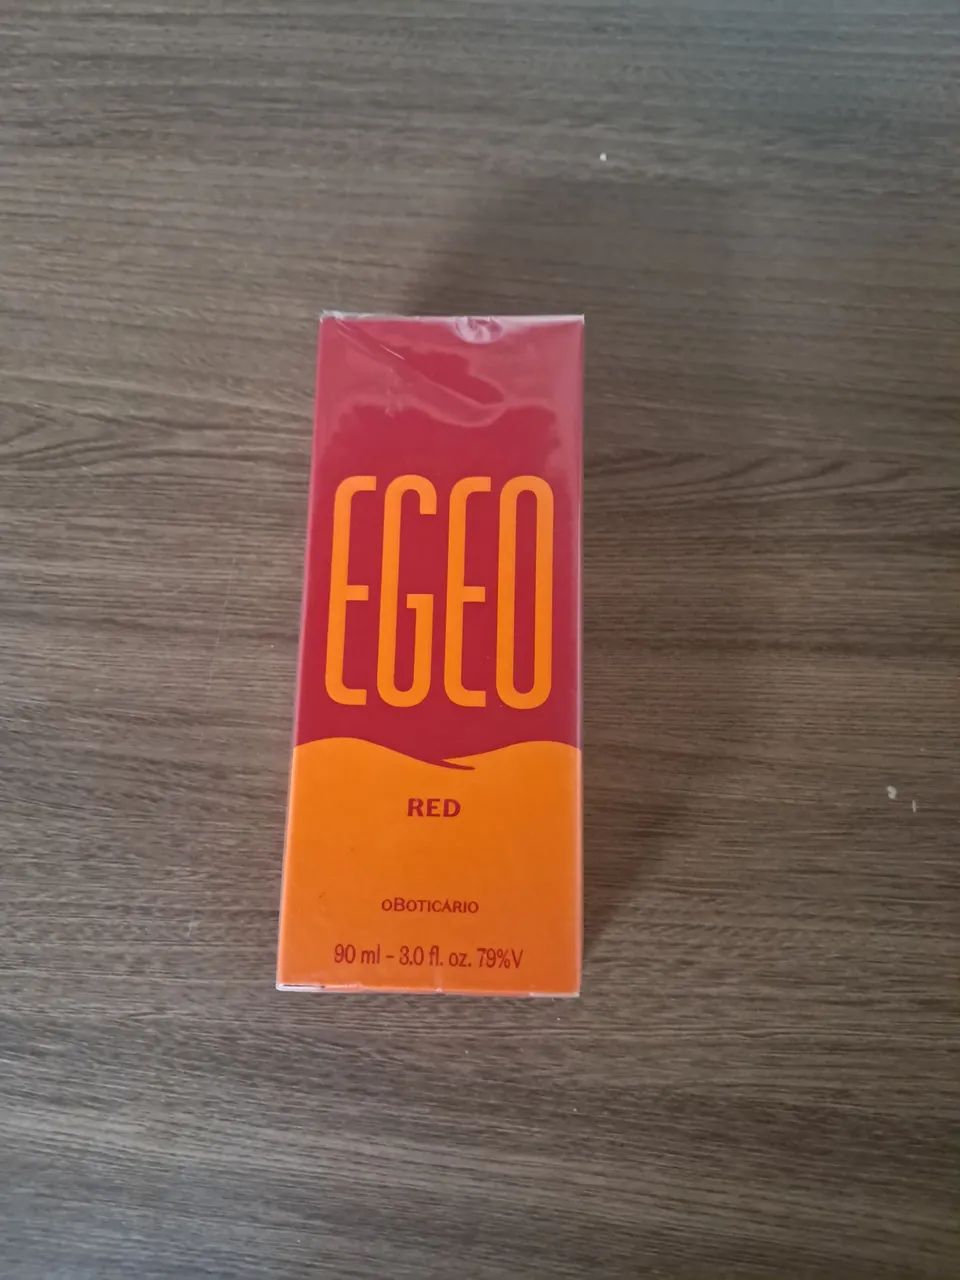 EGEO
RED
oBOTICÁRIO
90 ml - 3.0 fl. oz. 79%V